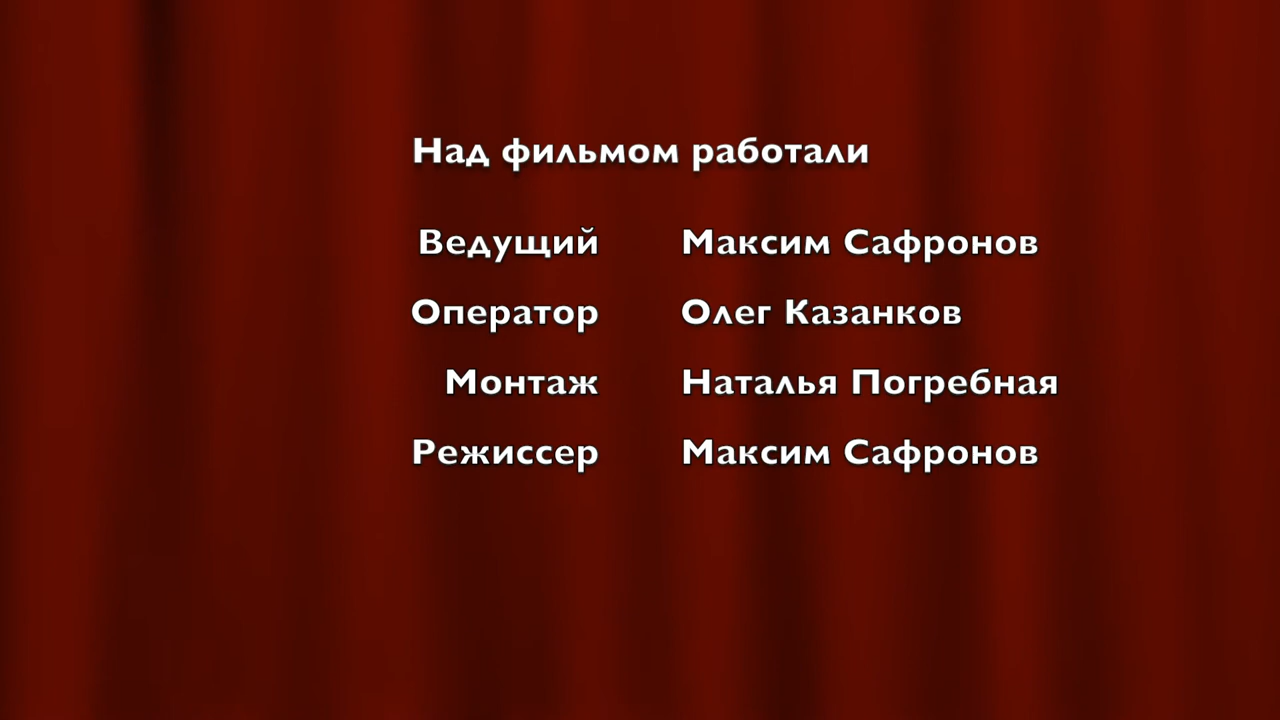 Над фильмом работали
Ведущий Максим Сафронов
Оператор Олег Казанков
Монтаж Наталья Погребная
Режиссер Максим Сафронов